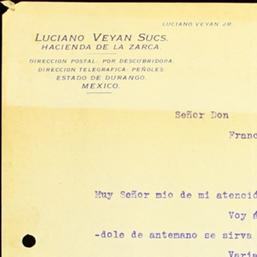 LUCIANO VEYAN JR.
LUCIANO VEYAN SUCS.
HACIENDA DE LA ZARCA.
DIRECCION POSTAL: POR DESCUBRIDORA.
DIRECCION TELEGRAFICA: PEÑOLES.
ESTADO DE DURANGO.
MEXICO.
Señor Don
Franc
Muy Señor mio de mi atenció
Voy á
-dole de antemano se sirva
Varia